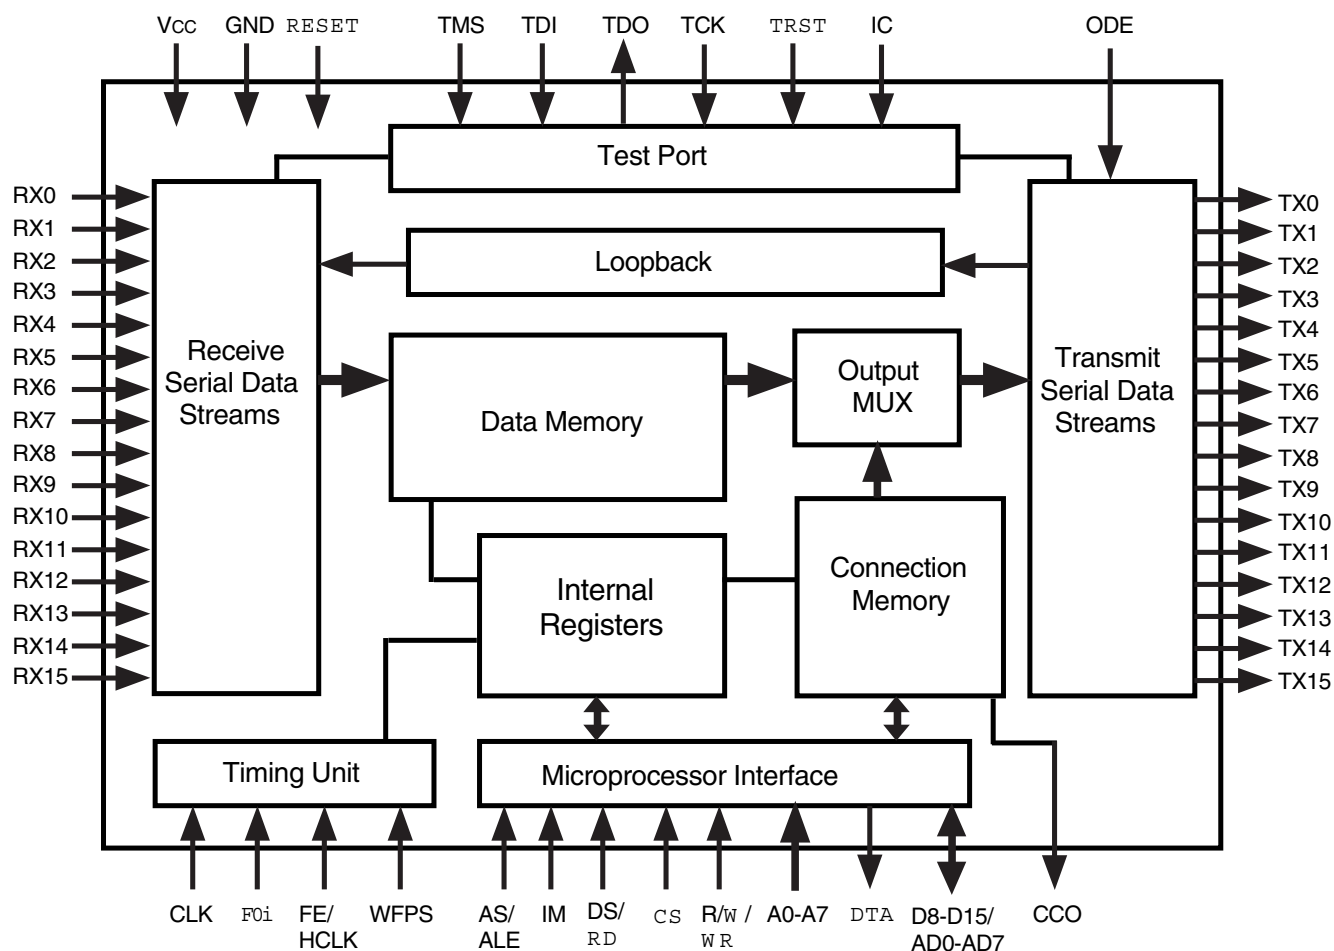 Vcc GND RESET TMS TDI TDO TCK TRST IC ODE
Test Port
RX0
RX1
RX2
RX3
RX4
RX5
RX6
RX7
RX8
RX9
RX10
RX11
RX12
RX13
RX14
RX15
Receive
Serial Data
Streams
Loopback
Data Memory
Output
MUX
Transmit
Serial Data
Streams
Internal
Registers
Connection
Memory
TX0
TX1
TX2
TX3
TX4
TX5
TX6
TX7
TX8
TX9
TX10
TX11
TX12
TX13
TX14
TX15
Timing Unit
Microprocessor Interface
CLK F0i FE/ WFPS AS/ IM DS/ CS R/W / A0-A7 DTA D8-D15/ CCO
HCLK ALE RD WR AD0-AD7